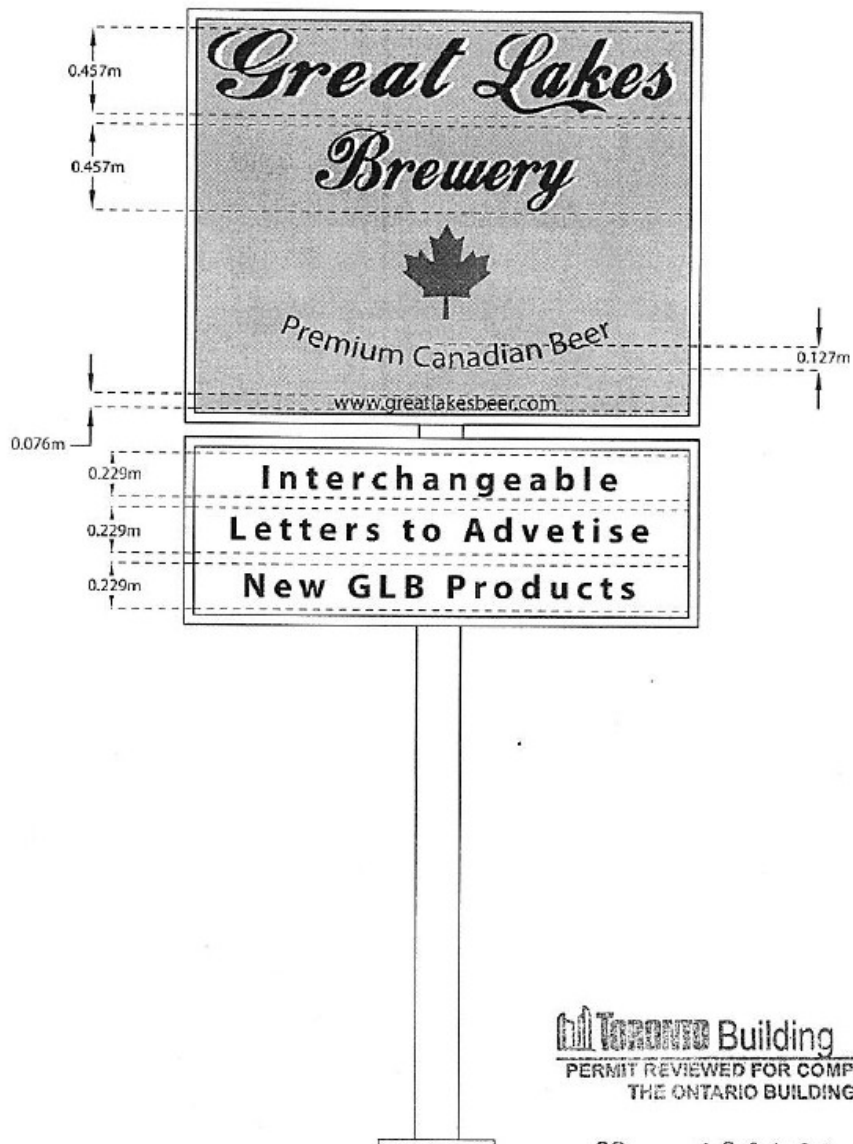 Great Lakes
Brewery
Premium Canadian Beer
www.greatlakesbeer.com
Interchangeable
Letters to Advetise
New GLB Products
0.457m
0.457m
0.127m
0.076m
0.229m
0.229m
0.229m
TORONTO Building
PERMIT REVIEWED FOR COMP
THE ONTARIO BUILDING